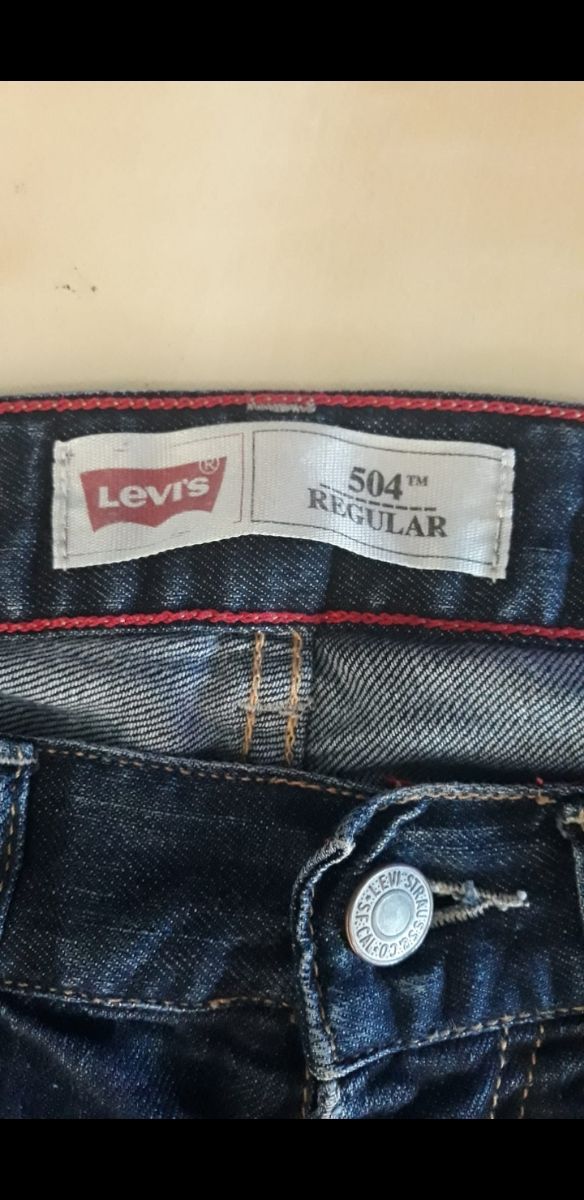 Levi's®
504™
REGULAR
LEVI STRAUSS & CO. S.F. CAL.